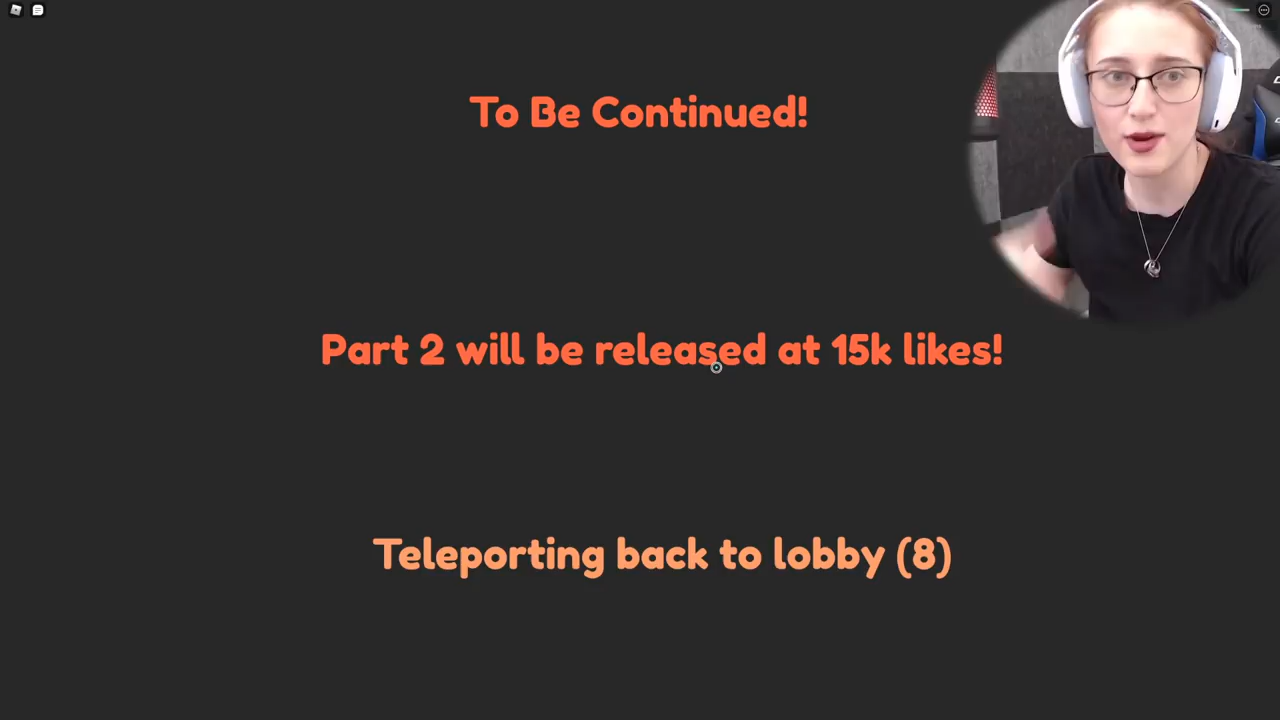 To Be Continued!
Part 2 will be released at 15k likes!
Teleporting back to lobby (8)